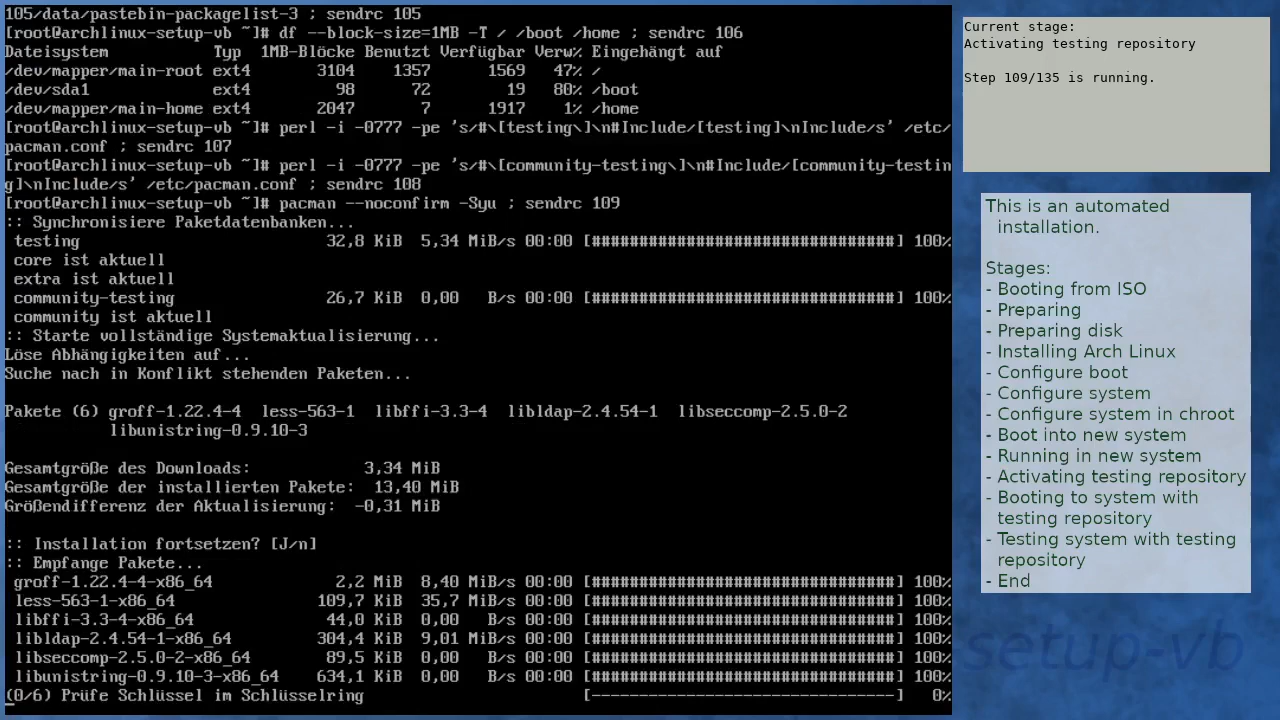 105/data/pastebin-packagelist-3 ; sendrc 105
[root@archlinux-setup-vb ~]# df --block-size=1MB -T / /boot /home ; sendrc 106
Dateisystem           Typ  1MB-Blöcke Benutzt Verfügbar Verw% Eingehängt auf
/dev/mapper/main-root ext4       3104    1357      1569   47% /
/dev/sda1             ext4         98      72        19   80% /boot
/dev/mapper/main-home ext4       2047       7      1917    1% /home
[root@archlinux-setup-vb ~]# perl -i -0777 -pe 's/#\[testing\]\n#Include/[testing]\nInclude/s' /etc/
pacman.conf ; sendrc 107
[root@archlinux-setup-vb ~]# perl -i -0777 -pe 's/#\[community-testing\]\n#Include/[community-testin
g]\nInclude/s' /etc/pacman.conf ; sendrc 108
[root@archlinux-setup-vb ~]# pacman --noconfirm -Syu ; sendrc 109
:: Synchronisiere Paketdatenbanken...
 testing                          32,8 KiB  5,34 MiB/s 00:00 [################################] 100%
 core ist aktuell
 extra ist aktuell
 community-testing                26,7 KiB  0,00   B/s 00:00 [################################] 100%
 community ist aktuell
:: Starte vollständige Systemaktualisierung...
Löse Abhängigkeiten auf...
Suche nach in Konflikt stehenden Paketen...
Pakete (6) groff-1.22.4-4  less-563-1  libffi-3.3-4  libldap-2.4.54-1  libseccomp-2.5.0-2
           libunistring-0.9.10-3
Gesamtgröße des Downloads:            3,34 MiB
Gesamtgröße der installierten Pakete:  13,40 MiB
Größendifferenz der Aktualisierung:  -0,31 MiB
:: Installation fortsetzen? [J/n]
:: Empfange Pakete...
 groff-1.22.4-4-x86_64             2,2 MiB  8,40 MiB/s 00:00 [################################] 100%
 less-563-1-x86_64               109,7 KiB  35,7 MiB/s 00:00 [################################] 100%
 libffi-3.3-4-x86_64              44,0 KiB  0,00   B/s 00:00 [################################] 100%
 libldap-2.4.54-1-x86_64         304,4 KiB  9,01 MiB/s 00:00 [################################] 100%
 libseccomp-2.5.0-2-x86_64        89,5 KiB  0,00   B/s 00:00 [################################] 100%
 libunistring-0.9.10-3-x86_64    634,1 KiB  0,00   B/s 00:00 [################################] 100%
(0/6) Prüfe Schlüssel im Schlüsselring                       [--------------------------------]   0%
Current stage:
Activating testing repository
Step 109/135 is running.
This is an automated
installation.
Stages:
- Booting from ISO
- Preparing
- Preparing disk
- Installing Arch Linux
- Configure boot
- Configure system
- Configure system in chroot
- Boot into new system
- Running in new system
- Activating testing repository
- Booting to system with
testing repository
- Testing system with testing
repository
- End
setup-vb